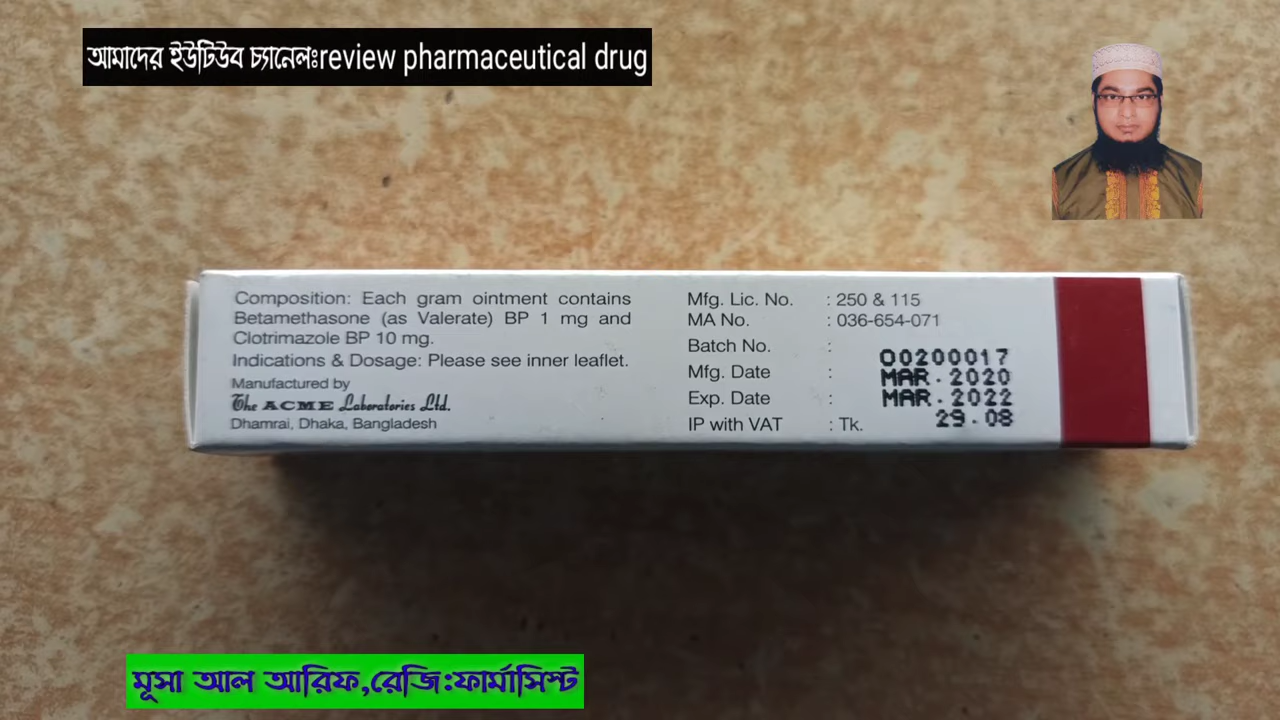 আমাদের ইউটিউব চ্যানেলঃreview pharmaceutical drug
Composition: Each gram ointment contains
Betamethasone (as Valerate) BP 1 mg and
Clotrimazole BP 10 mg.
Indications & Dosage: Please see inner leaflet.
Manufactured by
The ACME Laboratories Ltd.
Dhamrai, Dhaka, Bangladesh
Mfg. Lic. No. : 250 & 115
MA No. : 036-654-071
Batch No. : 00200017
Mfg. Date : MAR.2020
Exp. Date : MAR.2022
IP with VAT : Tk. 29.08
মূসা আল আরিফ,রেজি:ফার্মাসিস্ট